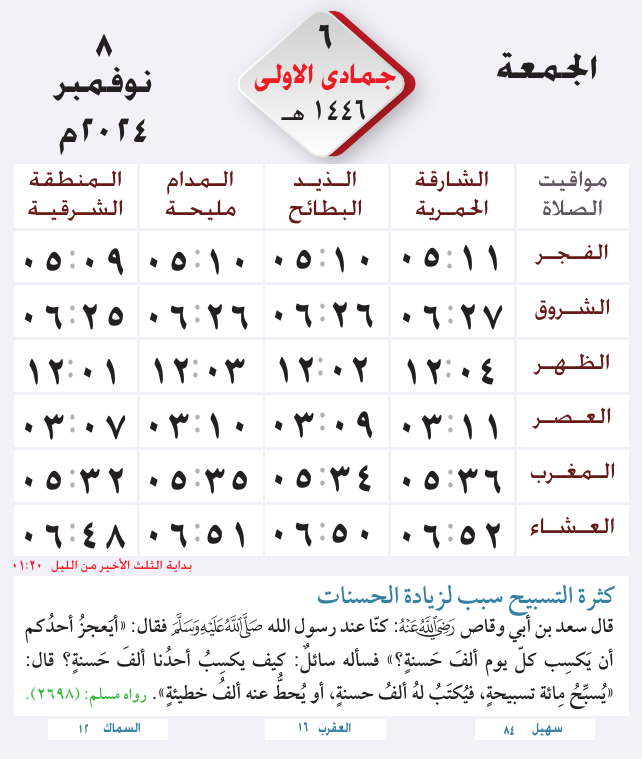 الجمعة
٦
جمادى الاولى
١٤٤٦ هـ
٨
نوفمبر
٢٠٢٤م
مواقيت الصلاة الشارقة الحمرية الـذيـد البطائح الـمدام مليحة الـمنطقة الشرقية
الفجر ٠٥:١١ ٠٥:١٠ ٠٥:١٠ ٠٥:٠٩
الشروق ٠٦:٢٧ ٠٦:٢٦ ٠٦:٢٦ ٠٦:٢٥
الظهر ١٢:٠٤ ١٢:٠٢ ١٢:٠٣ ١٢:٠١
العصر ٠٣:١١ ٠٣:٠٩ ٠٣:١٠ ٠٣:٠٧
المغرب ٠٥:٣٦ ٠٥:٣٤ ٠٥:٣٥ ٠٥:٣٢
العشاء ٠٦:٥٢ ٠٦:٥٠ ٠٦:٥١ ٠٦:٤٨
بداية الثلث الأخير من الليل ٠١:٢٠
كثرة التسبيح سبب لزيادة الحسنات
قال سعد بن أبي وقاص رَضِيَ اللَّهُ عَنْهُ: كنّا عند رسول الله صَلَّى اللَّهُ عَلَيْهِ وَسَلَّمَ فقال: «أيَعجزُ أحدُكم
أن يَكسِب كلّ يوم ألفَ حَسنةٍ؟» فسأله سائلٌ: كيف يكسِبُ أحدُنا ألفَ حَسنةٍ؟ قال:
«يُسبِّحُ مِائة تسبيحةٍ، فيُكتَبُ لهُ ألفُ حسنةٍ، أو يُحطُّ عنه ألفُ خطيئةٍ». رواه مسلم: (٢٦٩٨).
سهيل ٨٤ العقرب ١٦ السماك ١٢